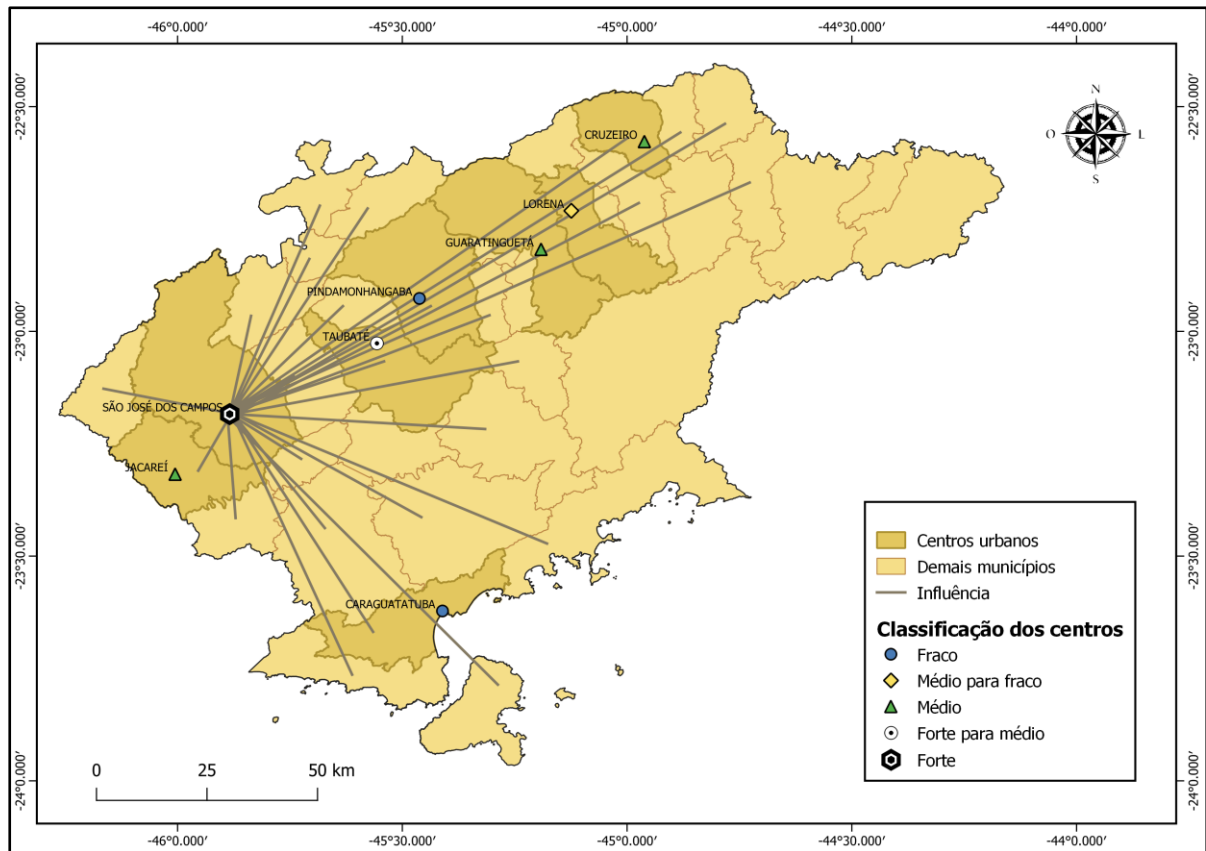 -46°0.000′
-45°30.000′
-45°0.000′
-44°30.000′
-44°0.000′
-22°30.000′
-22°30.000′
N
O
L
S
CRUZEIRO
LORENA
GUARATINGUETÁ
PINDAMONHANGABA
TAUBATÉ
-23°0.000′
-23°0.000′
SÃO JOSÉ DOS CAMPOS
JACAREÍ
-23°30.000′
-23°30.000′
CARAGUATATUBA
-24°0.000′
-24°0.000′
0
25
50 km
Centros urbanos
Demais municípios
Influência
Classificação dos centros
Fraco
Médio para fraco
Médio
Forte para médio
Forte
-46°0.000′
-45°30.000′
-45°0.000′
-44°30.000′
-44°0.000′